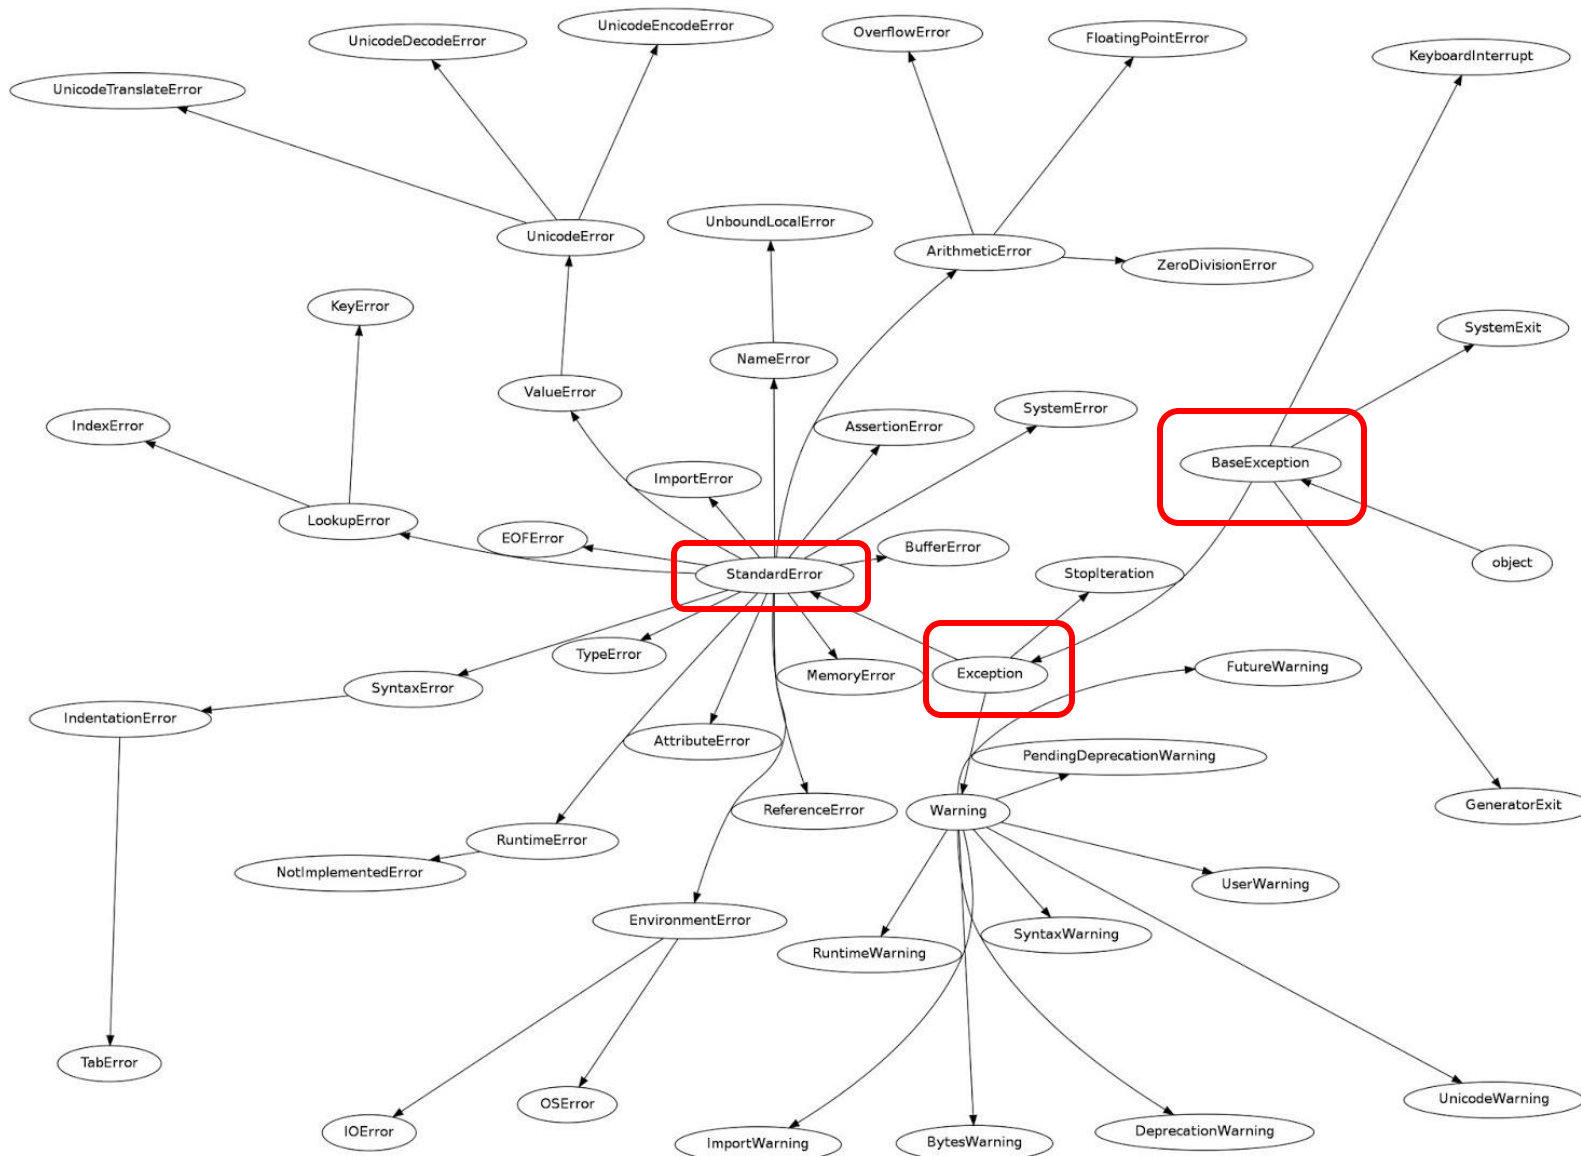 UnicodeEncodeError
OverflowError
FloatingPointError
UnicodeDecodeError
KeyboardInterrupt
UnicodeTranslateError
UnboundLocalError
UnicodeError
ArithmeticError
ZeroDivisionError
KeyError
SystemExit
NameError
ValueError
SystemError
IndexError
AssertionError
BaseException
ImportError
LookupError
EOFError
BufferError
object
StandardError
StopIteration
TypeError
FutureWarning
MemoryError
Exception
SyntaxError
IndentationError
AttributeError
PendingDeprecationWarning
GeneratorExit
ReferenceError
Warning
RuntimeError
NotImplementedError
UserWarning
EnvironmentError
SyntaxWarning
RuntimeWarning
TabError
UnicodeWarning
OSError
IOError
DeprecationWarning
ImportWarning
BytesWarning